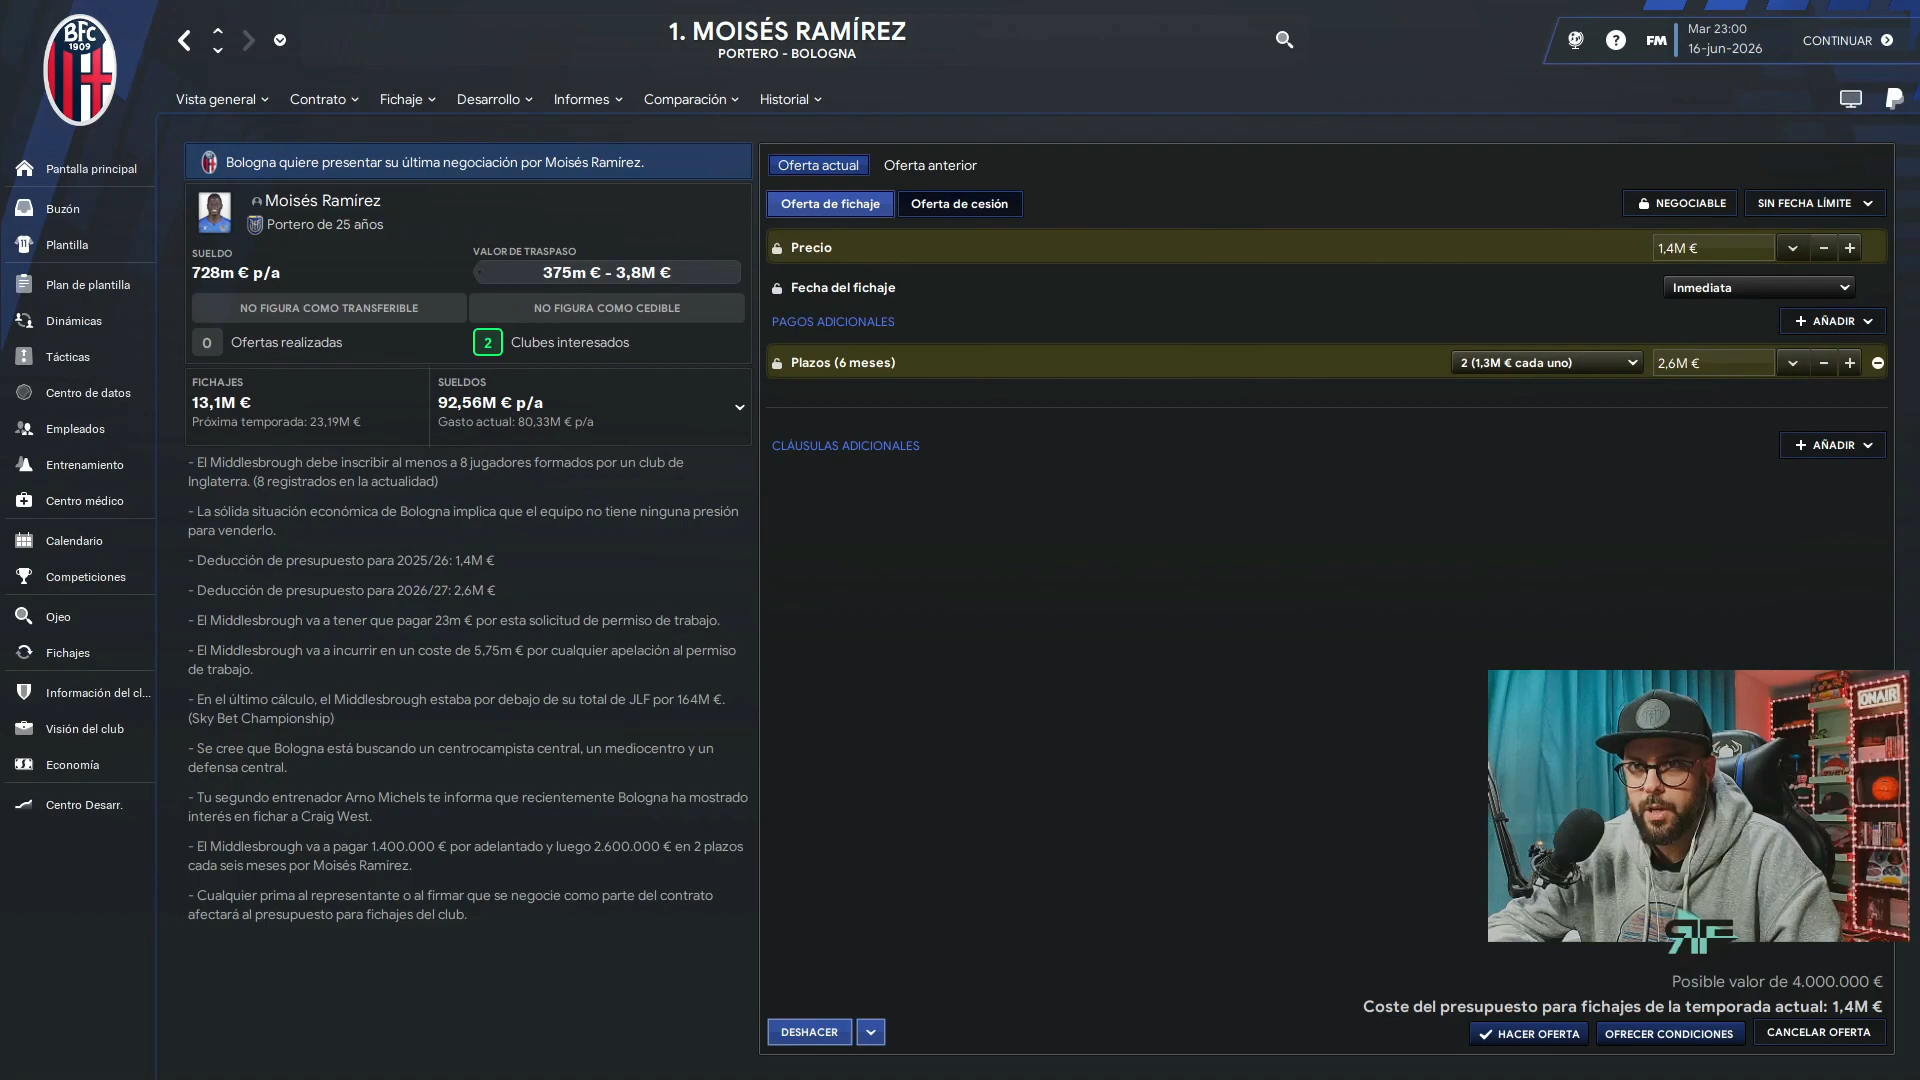 BFC
1909
1. MOISÉS RAMÍREZ
PORTERO - BOLOGNA
FM
Mar 23:00
16-jun-2026
CONTINUAR
Vista general
Contrato
Fichaje
Desarrollo
Informes
Comparación
Historial
Pantalla principal
Buzón
Plantilla
Plan de plantilla
Dinámicas
Tácticas
Centro de datos
Empleados
Entrenamiento
Centro médico
Calendario
Competiciones
Ojeo
Fichajes
Información del cl...
Visión del club
Economía
Centro Desarr.
Bologna quiere presentar su última negociación por Moisés Ramírez.
Moisés Ramírez
Portero de 25 años
SUELDO
728m € p/a
VALOR DE TRASPASO
375m € - 3,8M €
NO FIGURA COMO TRANSFERIBLE
NO FIGURA COMO CEDIBLE
0 Ofertas realizadas
2 Clubes interesados
FICHAJES
13,1M €
Próxima temporada: 23,19M €
SUELDOS
92,56M € p/a
Gasto actual: 80,33M € p/a
- El Middlesbrough debe inscribir al menos a 8 jugadores formados por un club de
Inglaterra. (8 registrados en la actualidad)
- La sólida situación económica de Bologna implica que el equipo no tiene ninguna presión
para venderlo.
- Deducción de presupuesto para 2025/26: 1,4M €
- Deducción de presupuesto para 2026/27: 2,6M €
- El Middlesbrough va a tener que pagar 23m € por esta solicitud de permiso de trabajo.
- El Middlesbrough va a incurrir en un coste de 5,75m € por cualquier apelación al permiso
de trabajo.
- En el último cálculo, el Middlesbrough estaba por debajo de su total de JLF por 164M €.
(Sky Bet Championship)
- Se cree que Bologna está buscando un centrocampista central, un mediocentro y un
defensa central.
- Tu segundo entrenador Arno Michels te informa que recientemente Bologna ha mostrado
interés en fichar a Craig West.
- El Middlesbrough va a pagar 1.400.000 € por adelantado y luego 2.600.000 € en 2 plazos
cada seis meses por Moisés Ramírez.
- Cualquier prima al representante o al firmar que se negocie como parte del contrato
afectará al presupuesto para fichajes del club.
Oferta actual
Oferta anterior
Oferta de fichaje
Oferta de cesión
NEGOCIABLE
SIN FECHA LÍMITE
Precio
1,4M €
Fecha del fichaje
Inmediata
PAGOS ADICIONALES
AÑADIR
Plazos (6 meses)
2 (1,3M € cada uno)
2,6M €
CLÁUSULAS ADICIONALES
AÑADIR
ON AIR
Posible valor de 4.000.000 €
Coste del presupuesto para fichajes de la temporada actual: 1,4M €
DESHACER
HACER OFERTA
OFRECER CONDICIONES
CANCELAR OFERTA